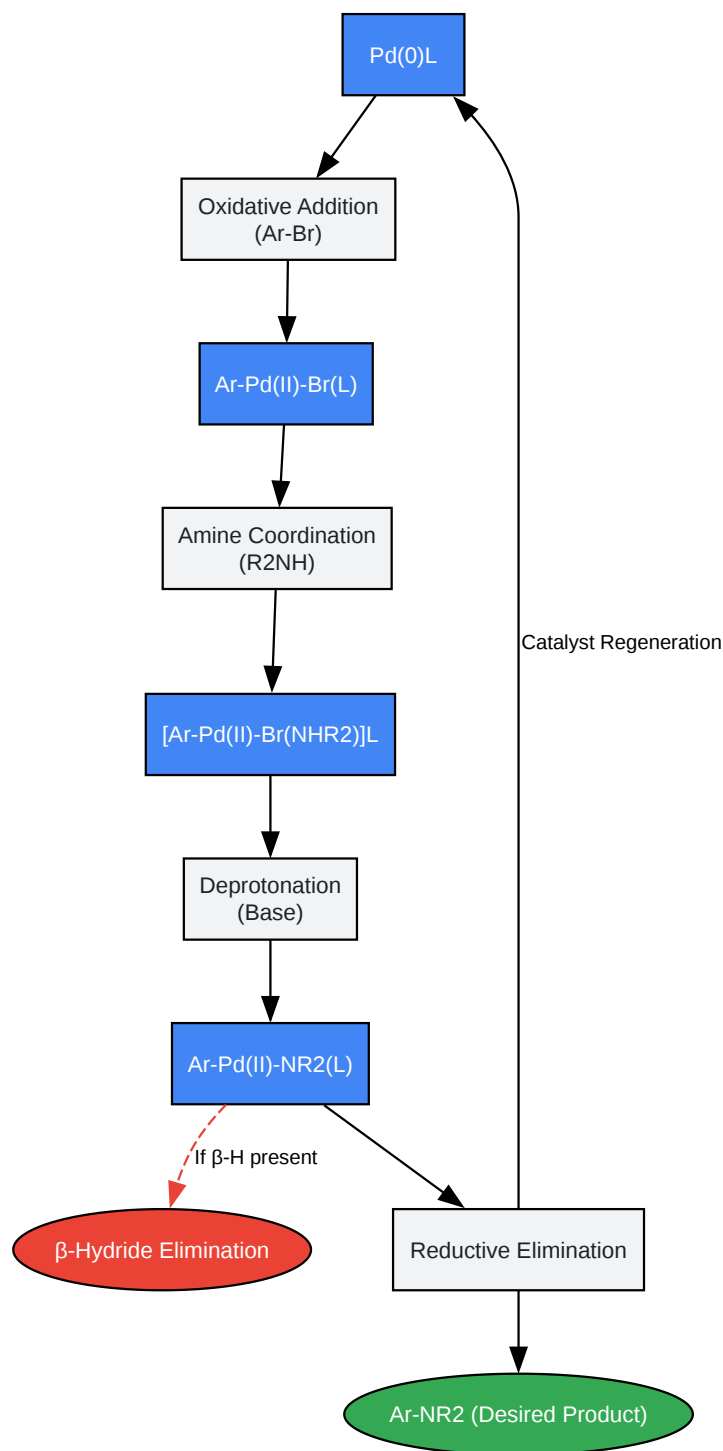 Pd(0)L
Oxidative Addition
(Ar-Br)
Ar-Pd(II)-Br(L)
Amine Coordination
(R2NH)
Catalyst Regeneration
[Ar-Pd(II)-Br(NHR2)]L
Deprotonation
(Base)
Ar-Pd(II)-NR2(L)
If β-H present
β-Hydride Elimination
Reductive Elimination
Ar-NR2 (Desired Product)